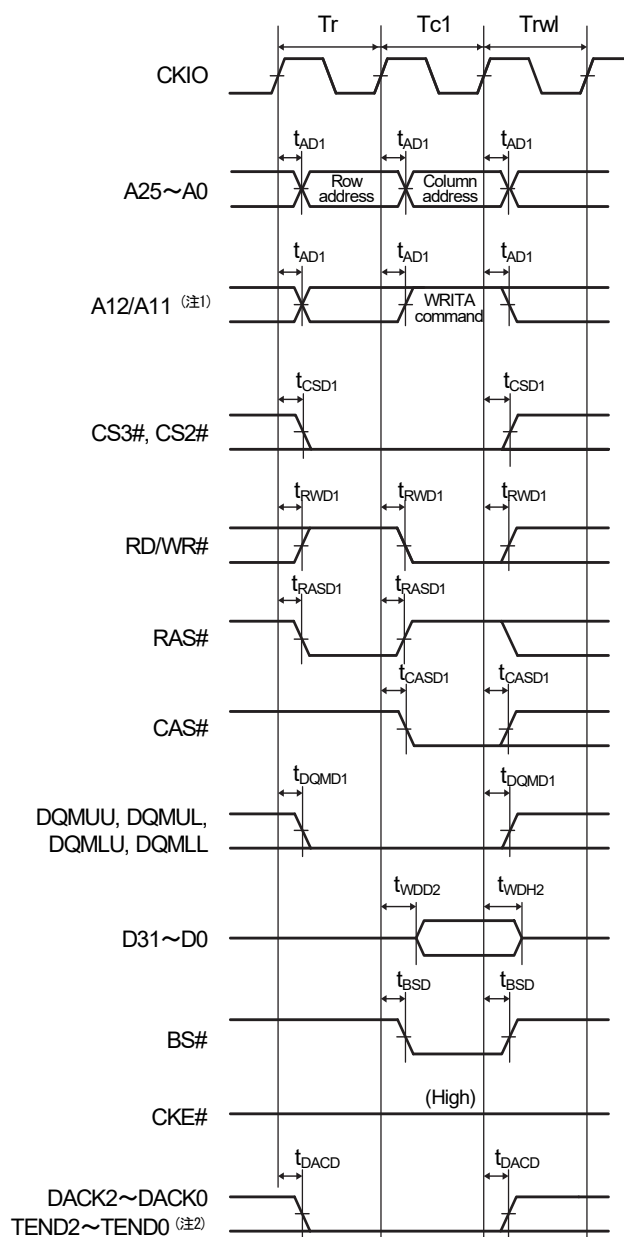 Tr Tc1 Trwl
CKIO
tAD1 tAD1 tAD1
A25～A0
Row address
Column address
tAD1 tAD1 tAD1
A12/A11 (注1)
WRITA command
tCSD1 tCSD1
CS3#, CS2#
tRWD1 tRWD1 tRWD1
RD/WR#
tRASD1 tRASD1
RAS#
tCASD1 tCASD1
CAS#
tDQMD1 tDQMD1
DQMUU, DQMUL,
DQMLU, DQMLL
tWDD2 tWDH2
D31～D0
tBSD tBSD
BS#
(High)
CKE#
tDACD tDACD
DACK2～DACK0
TEND2～TEND0 (注2)